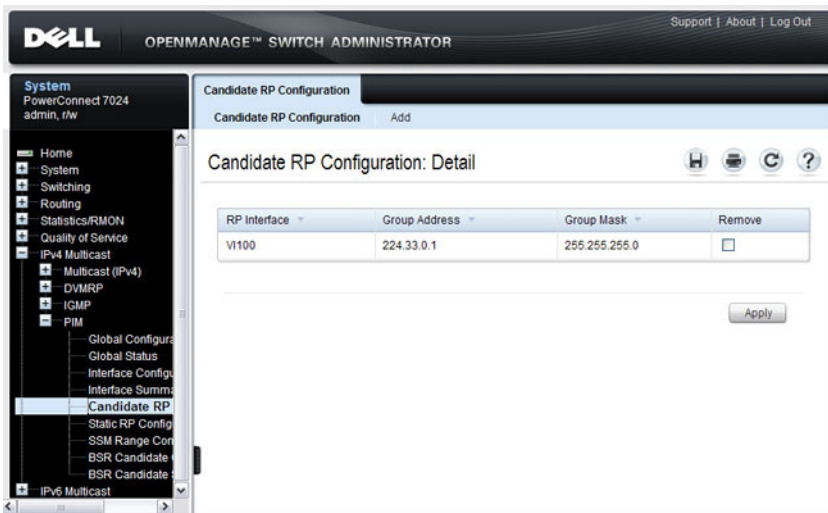 Support | About | Log Out
DELL
OPENMANAGE™ SWITCH ADMINISTRATOR
System
PowerConnect 7024
admin, r/w
Home
System
Switching
Routing
Statistics/RMON
Quality of Service
IPv4 Multicast
Multicast (IPv4)
DVMRP
IGMP
PIM
Global Configura
Global Status
Interface Configu
Interface Summa
Candidate RP
Static RP Config
SSM Range Con
BSR Candidate
BSR Candidate
IPv6 Multicast
Candidate RP Configuration
Candidate RP Configuration Add
Candidate RP Configuration: Detail
RP Interface Group Address Group Mask Remove
Vl100 224.33.0.1 255.255.255.0
Apply